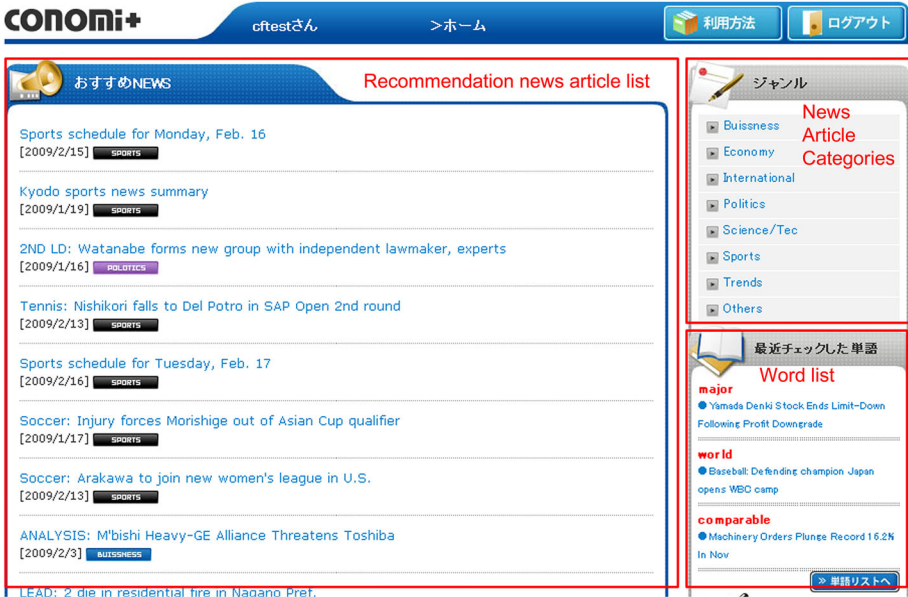 conomi+
cftestさん
>ホーム
利用方法
ログアウト
おすすめNEWS
Recommendation news article list
Sports schedule for Monday, Feb. 16
[2009/2/15] SPORTS
Kyodo sports news summary
[2009/1/19] SPORTS
2ND LD: Watanabe forms new group with independent lawmaker, experts
[2009/1/16] POLOTICS
Tennis: Nishikori falls to Del Potro in SAP Open 2nd round
[2009/2/13] SPORTS
Sports schedule for Tuesday, Feb. 17
[2009/2/16] SPORTS
Soccer: Injury forces Morishige out of Asian Cup qualifier
[2009/1/17] SPORTS
Soccer: Arakawa to join new women's league in U.S.
[2009/2/13] SPORTS
ANALYSIS: M'bishi Heavy-GE Alliance Threatens Toshiba
[2009/2/3] BUISSNESS
LEAD: 2 die in residential fire in Nagano Pref.
ジャンル
News
Article
Categories
Buissness
Economy
International
Politics
Science/Tec
Sports
Trends
Others
最近チェックした単語
Word list
major
Yamada Denki Stock Ends Limit-Down
Following Profit Downgrade
world
Baseball: Defending champion Japan
opens WBC camp
comparable
Machinery Orders Plunge Record 16.2%
In Nov
≫ 単語リストへ